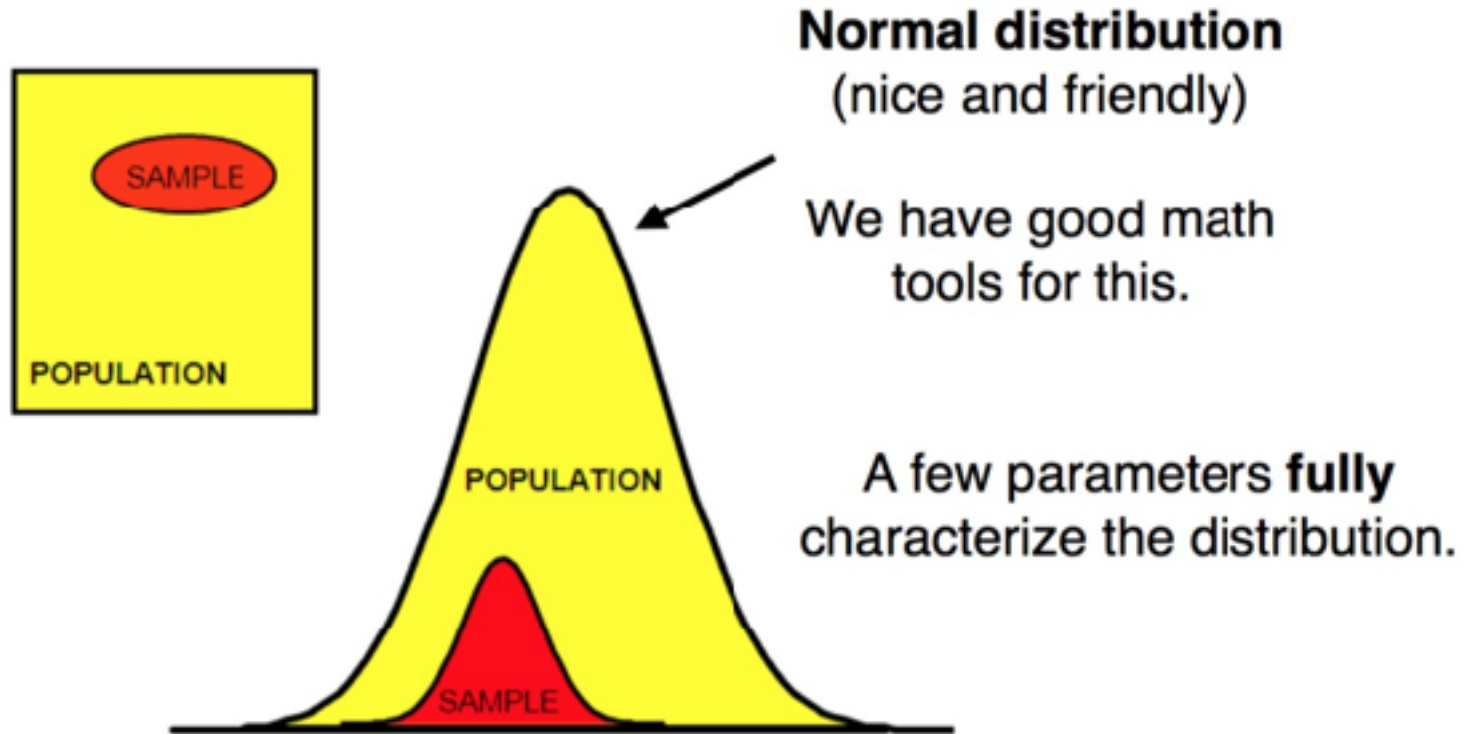 Normal distribution
(nice and friendly)
SAMPLE
We have good math
tools for this.
POPULATION
POPULATION
A few parameters fully
characterize the distribution.
SAMPLE